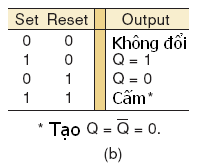 Set Reset Output
0 0 Không đổi
1 0 Q = 1
0 1 Q = 0
1 1 Cấm*
* Tạo Q = Q̅ = 0.
(b)